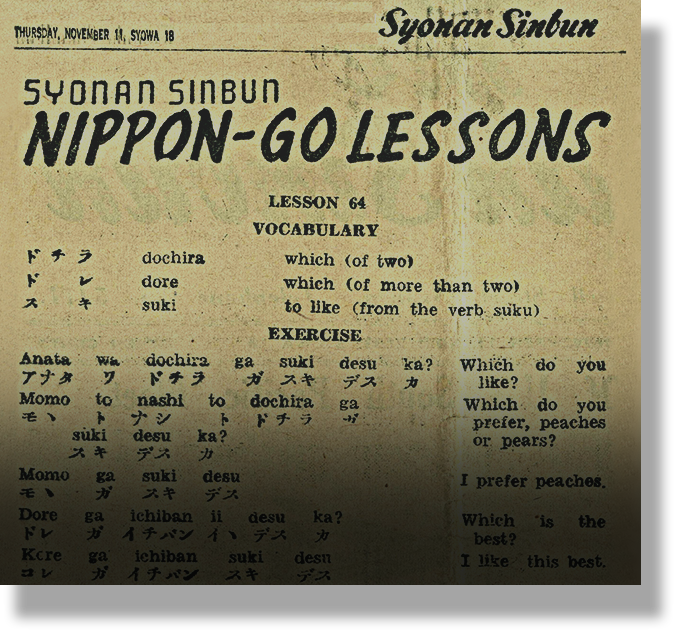 THURSDAY, NOVEMBER 11, SYOWA 18
Syonan Sinbun
SYONAN SINBUN
NIPPON-GO LESSONS
LESSON 64
VOCABULARY
ドチラ dochira which (of two)
ドレ dore which (of more than two)
スキ suki to like (from the verb suku)
EXERCISE
Anata wa dochira ga suki desu ka? Which do you
アナタ ワ ドチラ ガ スキ デス カ like?
Momo to nashi to dochira ga Which do you
モヽ ト ナシ ト ドチラ ガ prefer, peaches
suki desu ka? or pears?
スキ デス カ
Momo ga suki desu I prefer peaches.
モヽ ガ スキ デス
Dore ga ichiban ii desu ka? Which is the
ドレ ガ イチバン イヽ デス カ best?
Kore ga ichiban suki desu I like this best.
コレ ガ イチバン スキ デス